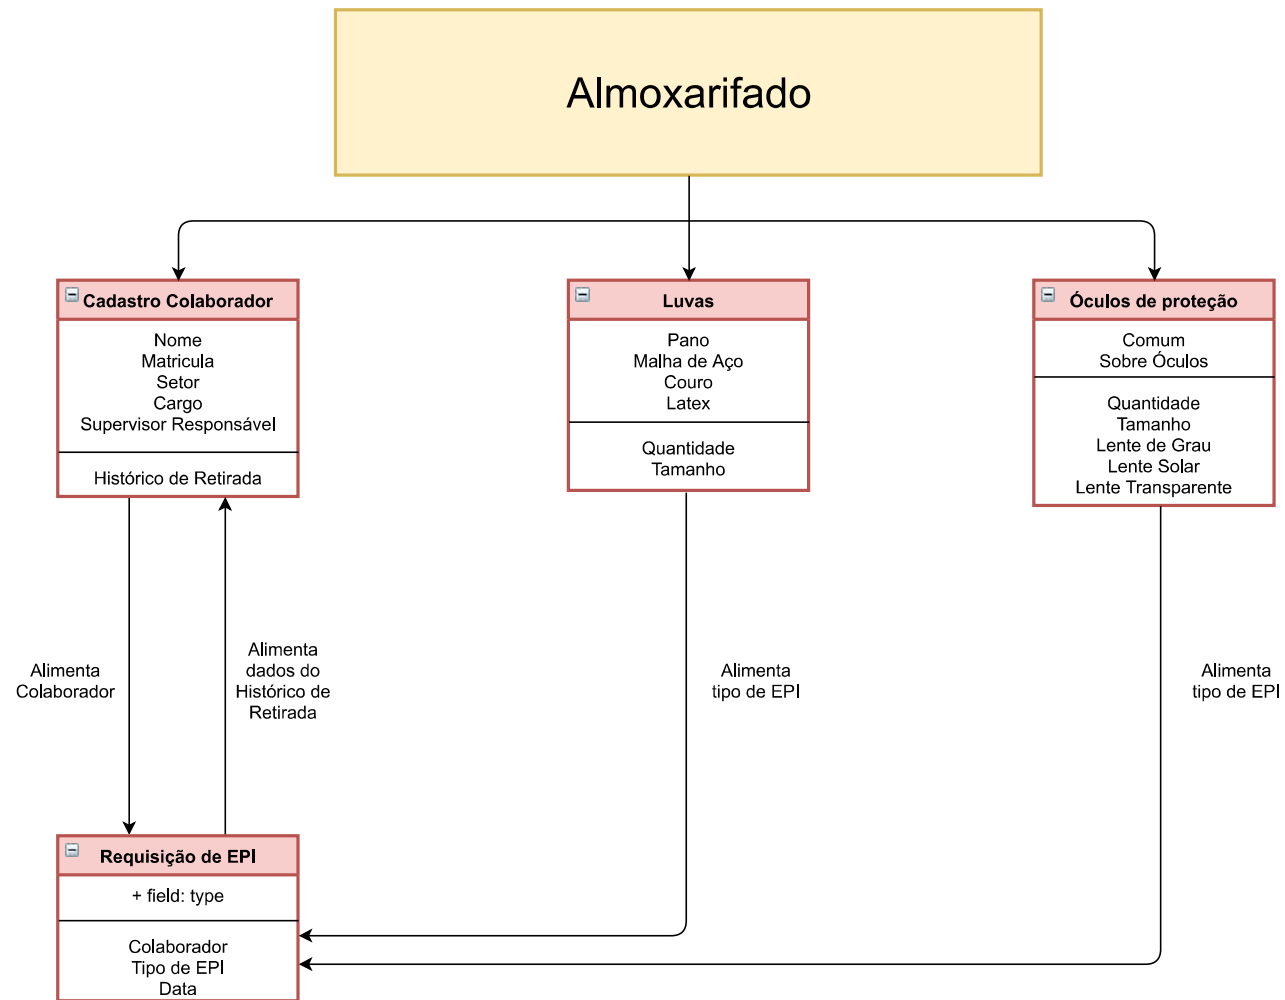 Almoxarifado
Cadastro Colaborador
Nome
Matricula
Setor
Cargo
Supervisor Responsável
Histórico de Retirada
Luvas
Pano
Malha de Aço
Couro
Latex
Quantidade
Tamanho
Óculos de proteção
Comum
Sobre Óculos
Quantidade
Tamanho
Lente de Grau
Lente Solar
Lente Transparente
Alimenta
Colaborador
Alimenta
dados do
Histórico de
Retirada
Alimenta
tipo de EPI
Alimenta
tipo de EPI
Requisição de EPI
+ field: type
Colaborador
Tipo de EPI
Data